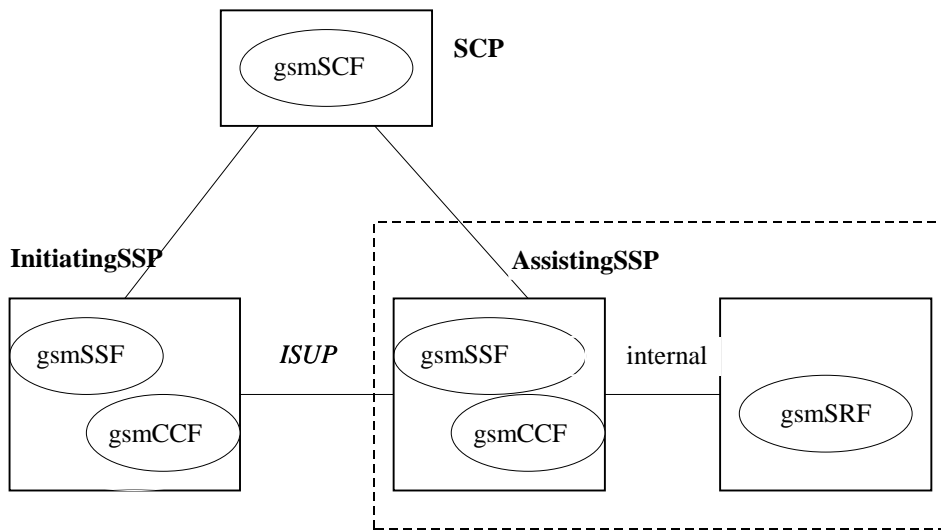 SCP
gsmSCF
InitiatingSSP
AssistingSSP
gsmSSF
ISUP
gsmSSF
internal
gsmCCF
gsmCCF
gsmSRF